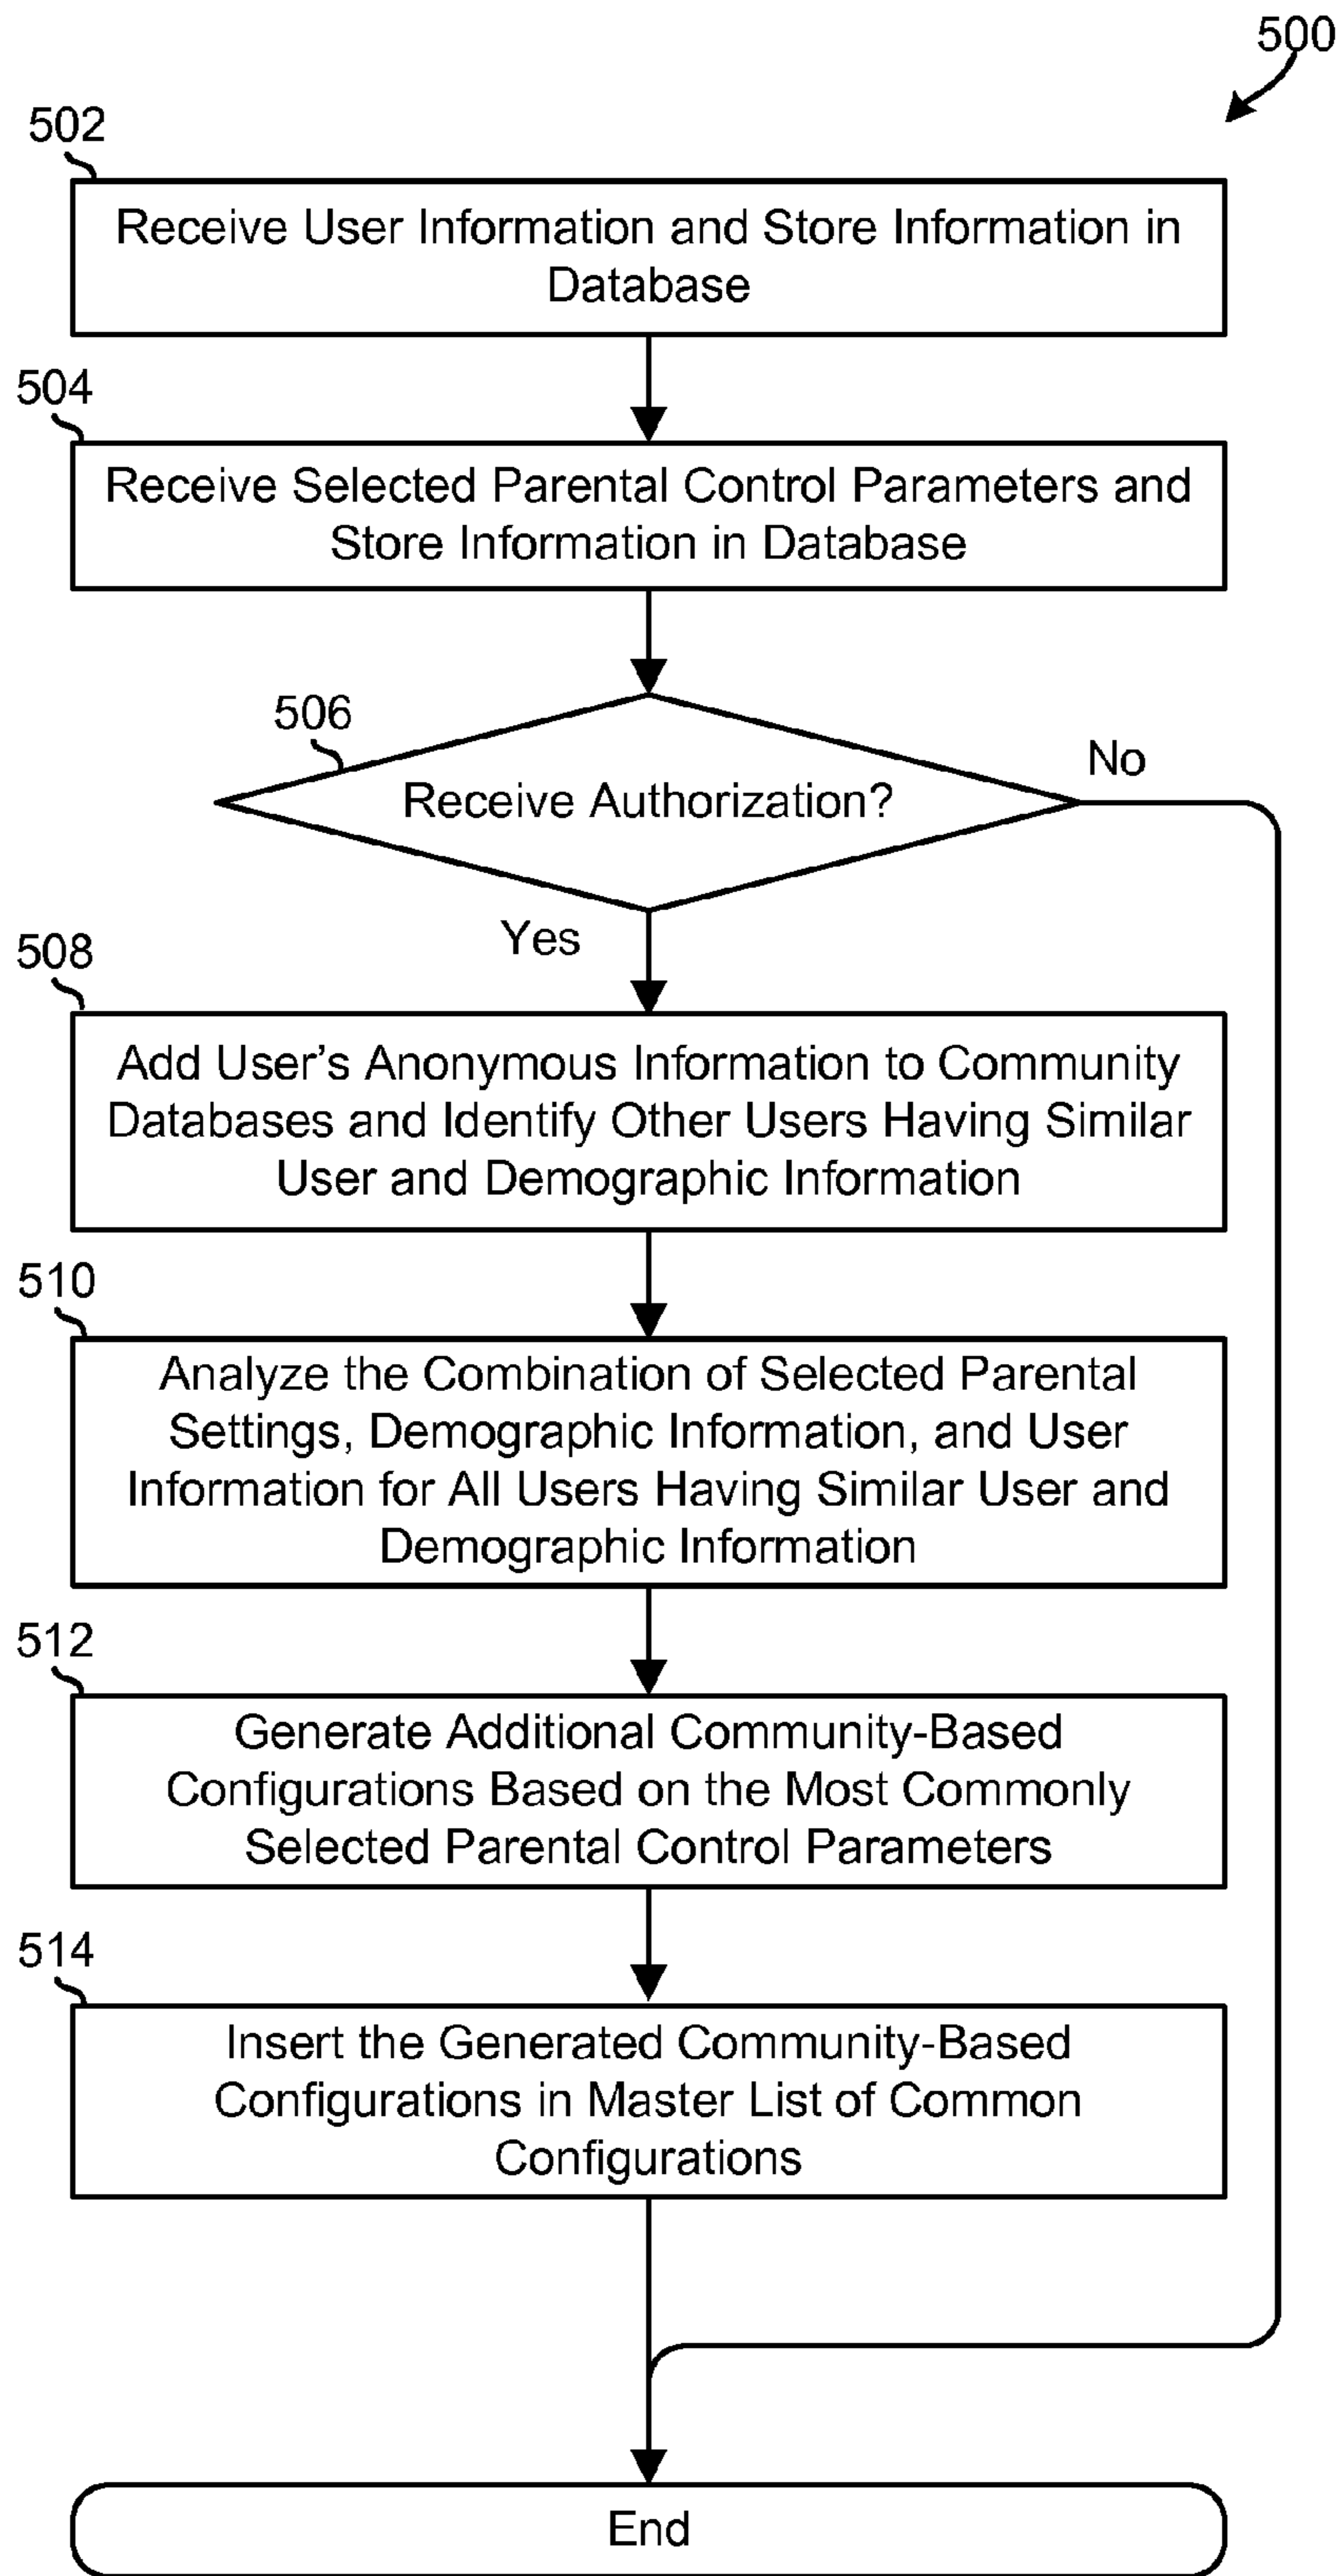 500
502
Receive User Information and Store Information in
Database
504
Receive Selected Parental Control Parameters and
Store Information in Database
506
Receive Authorization?
No
Yes
508
Add User's Anonymous Information to Community
Databases and Identify Other Users Having Similar
User and Demographic Information
510
Analyze the Combination of Selected Parental
Settings, Demographic Information, and User
Information for All Users Having Similar User and
Demographic Information
512
Generate Additional Community-Based
Configurations Based on the Most Commonly
Selected Parental Control Parameters
514
Insert the Generated Community-Based
Configurations in Master List of Common
Configurations
End